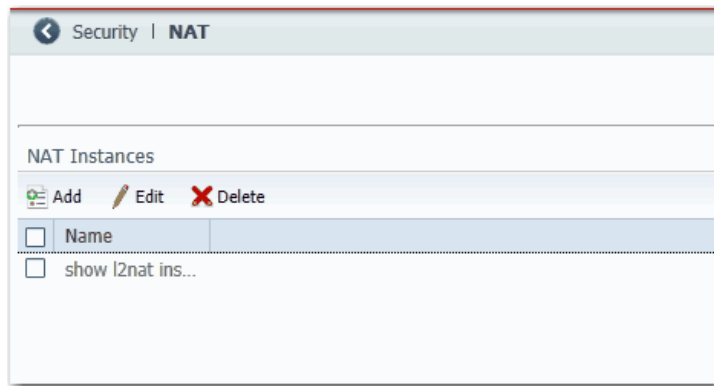 Security | NAT
NAT Instances
Add Edit Delete
Name
show l2nat ins...